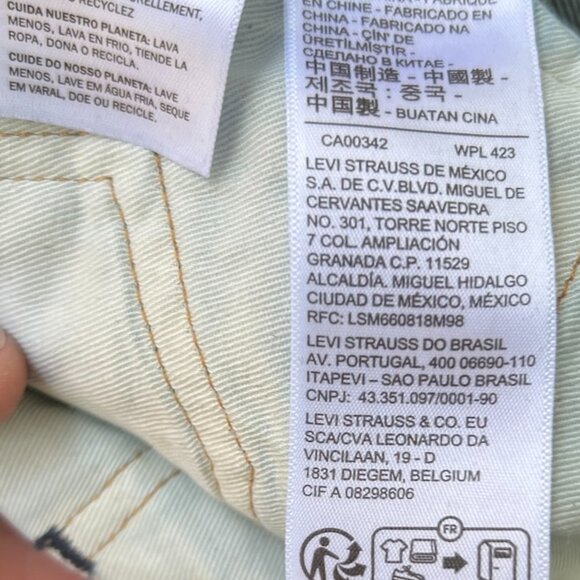 RECYCLEZ
CUIDA NUESTRO PLANETA: LAVA
MENOS, LAVA EN FRIO, TIENDE LA
ROPA, DONA O RECICLA.
CUIDE DO NOSSO PLANETA: LAVE
MENOS, LAVE EM ÁGUA FRIA, SEQUE
EM VARAL, DOE OU RECICLE.
EN CHINE - FABRICADO EN
CHINA - FABRICADO NA
CHINA - ÇİN' DE
ÜRETİLMİŞTİR -
СДЕЛАНО В КИТАЕ -
中国制造 - 中國製 -
제조국 : 중국 -
中国製 - BUATAN CINA
CA00342 WPL 423
LEVI STRAUSS DE MÉXICO
S.A. DE C.V.BLVD. MIGUEL DE
CERVANTES SAAVEDRA
NO. 301, TORRE NORTE PISO
7 COL. AMPLIACIÓN
GRANADA C.P. 11529
ALCALDÍA. MIGUEL HIDALGO
CIUDAD DE MÉXICO, MÉXICO
RFC: LSM660818M98
LEVI STRAUSS DO BRASIL
AV. PORTUGAL, 400 06690-110
ITAPEVI – SAO PAULO BRASIL
CNPJ: 43.351.097/0001-90
LEVI STRAUSS & CO. EU
SCA/CVA LEONARDO DA
VINCILAAN, 19 - D
1831 DIEGEM, BELGIUM
CIF A 08298606
FR